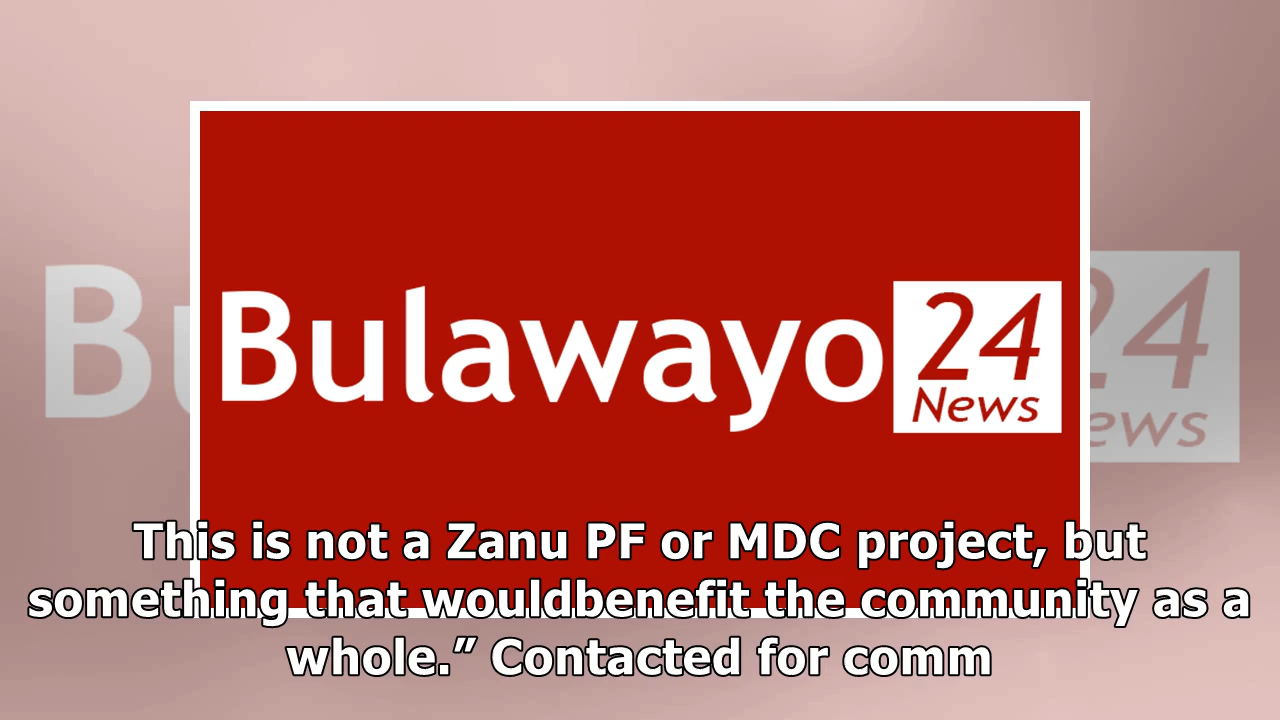 Bulawayo 24
News
This is not a Zanu PF or MDC project, but
something that wouldbenefit the community as a
whole.” Contacted for comm